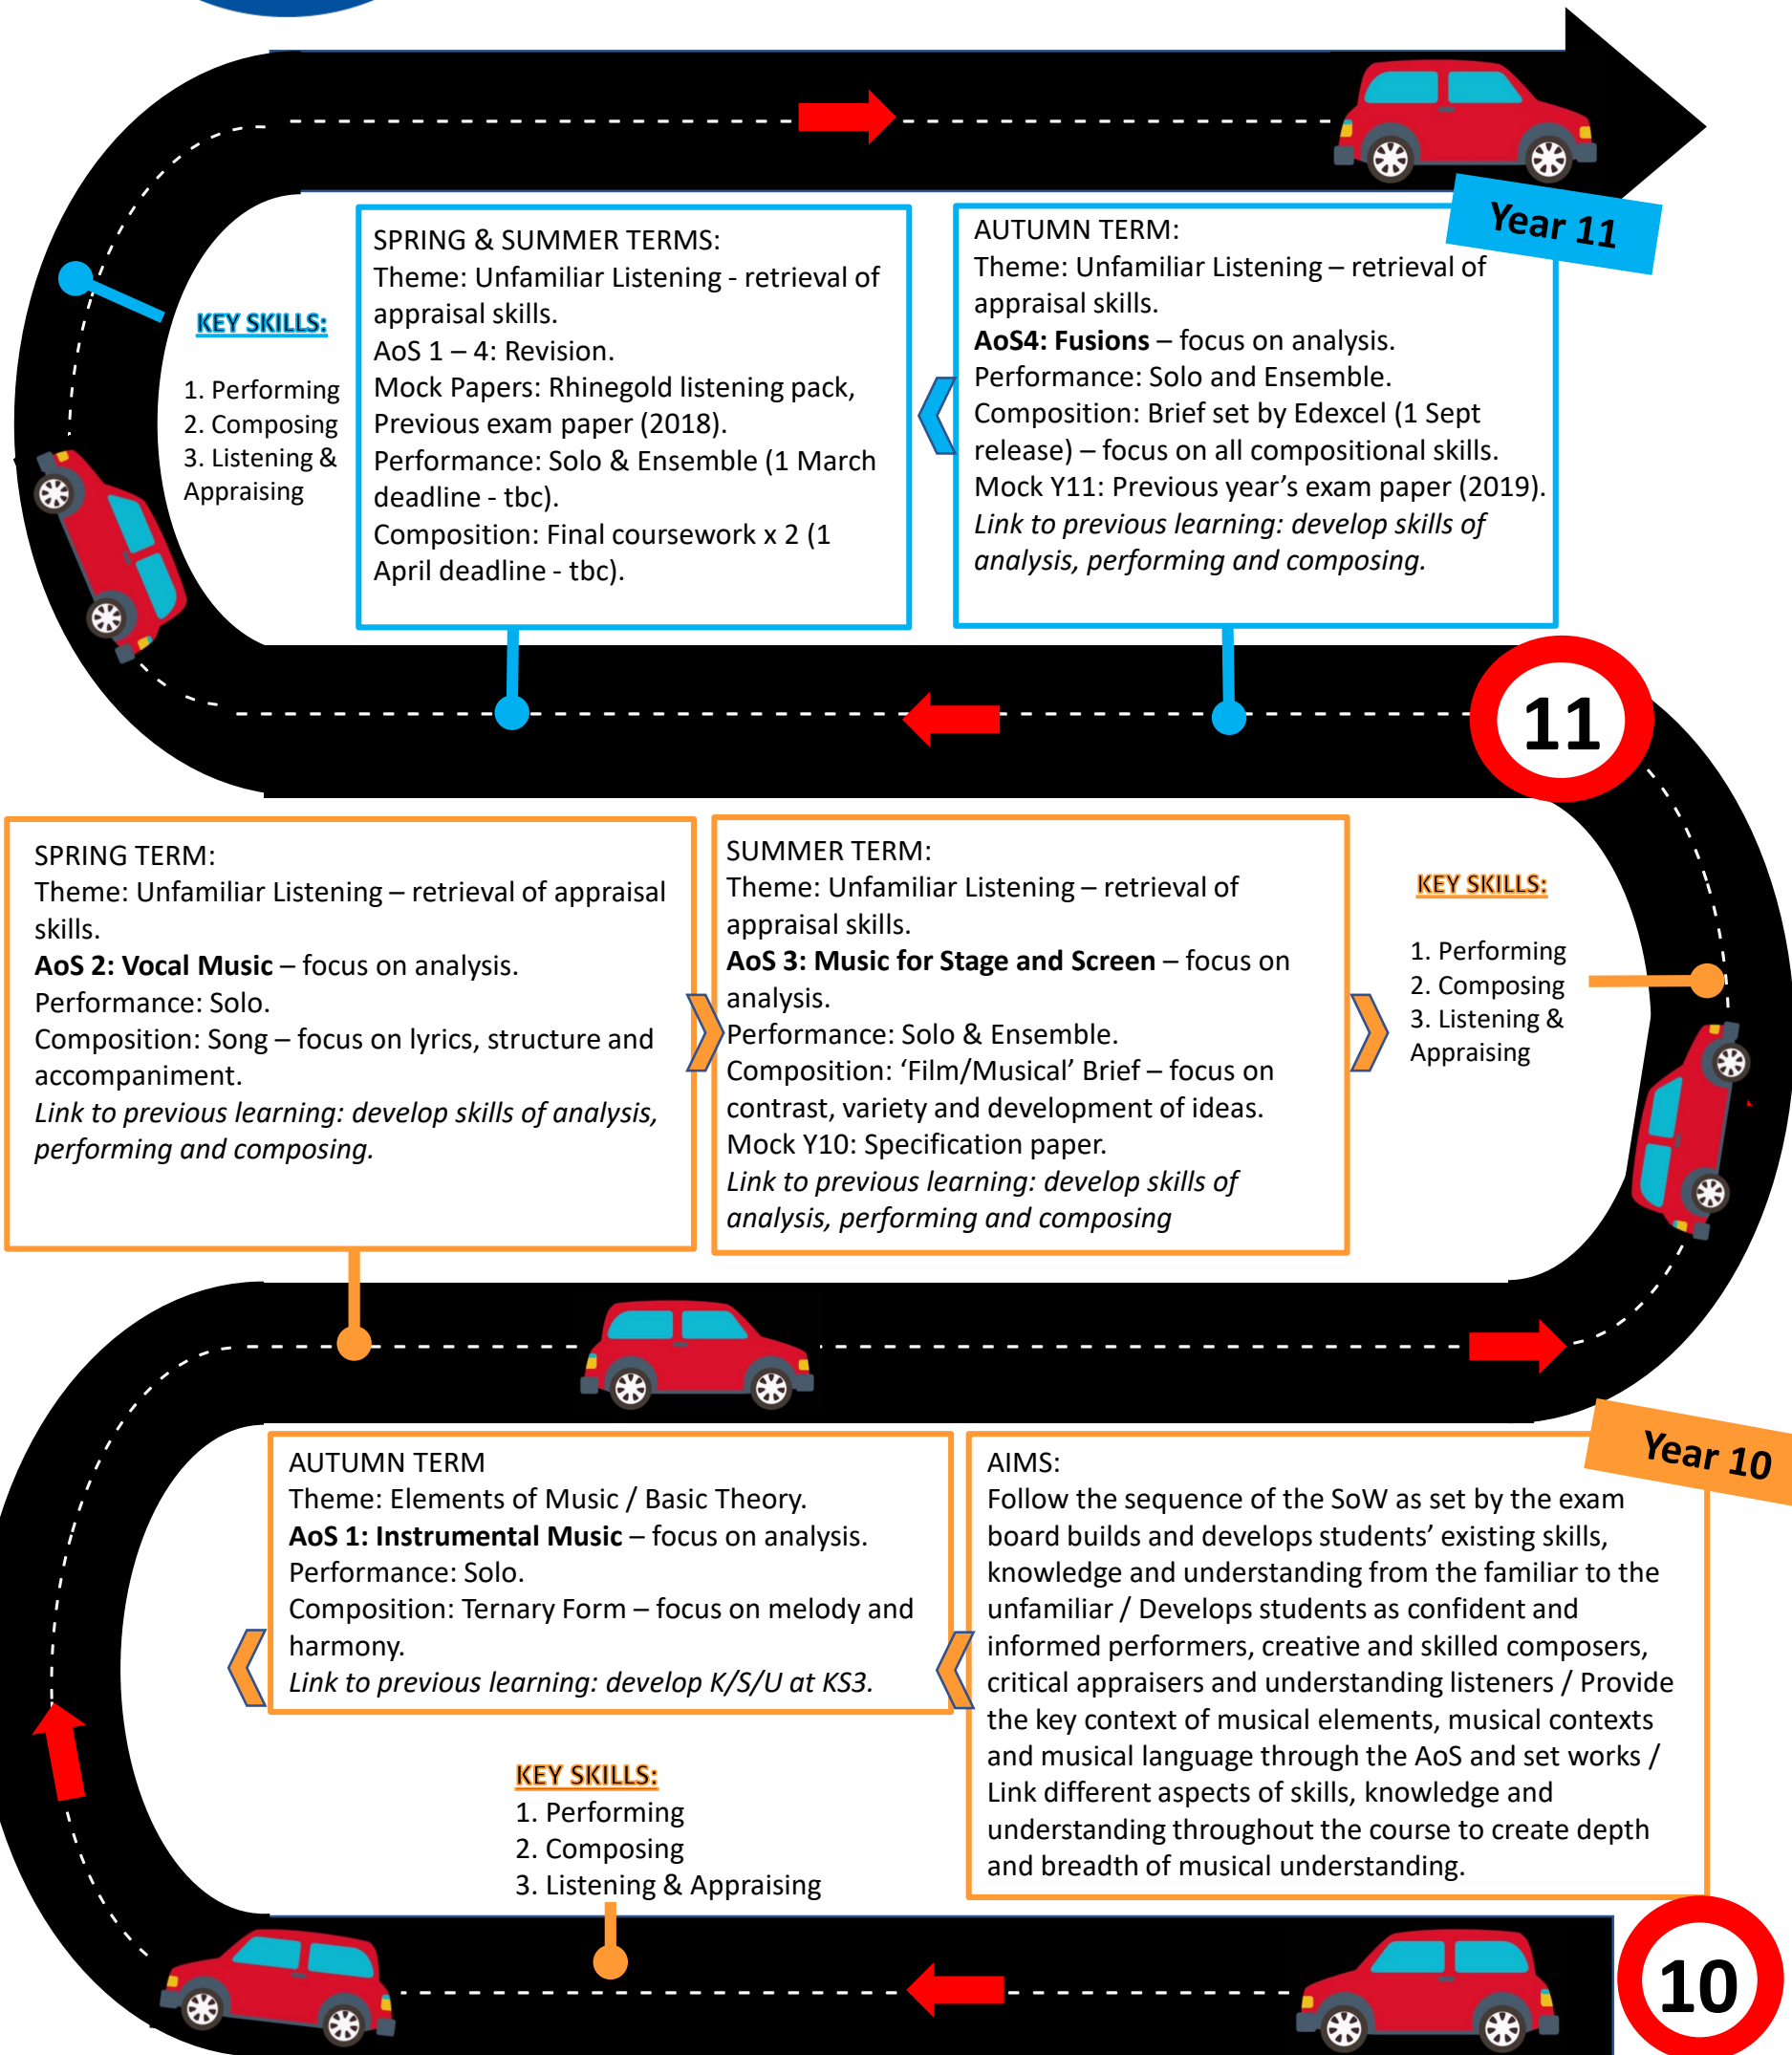 Year 11
SPRING & SUMMER TERMS:
Theme: Unfamiliar Listening - retrieval of
appraisal skills.
AoS 1 – 4: Revision.
Mock Papers: Rhinegold listening pack,
Previous exam paper (2018).
Performance: Solo & Ensemble (1 March
deadline - tbc).
Composition: Final coursework x 2 (1
April deadline - tbc).
AUTUMN TERM:
Theme: Unfamiliar Listening – retrieval of
appraisal skills.
AoS4: Fusions – focus on analysis.
Performance: Solo and Ensemble.
Composition: Brief set by Edexcel (1 Sept
release) – focus on all compositional skills.
Mock Y11: Previous year’s exam paper (2019).
Link to previous learning: develop skills of
analysis, performing and composing.
KEY SKILLS:
1. Performing
2. Composing
3. Listening &
Appraising
11
SPRING TERM:
Theme: Unfamiliar Listening – retrieval of appraisal
skills.
AoS 2: Vocal Music – focus on analysis.
Performance: Solo.
Composition: Song – focus on lyrics, structure and
accompaniment.
Link to previous learning: develop skills of analysis,
performing and composing.
SUMMER TERM:
Theme: Unfamiliar Listening – retrieval of
appraisal skills.
AoS 3: Music for Stage and Screen – focus on
analysis.
Performance: Solo & Ensemble.
Composition: ‘Film/Musical’ Brief – focus on
contrast, variety and development of ideas.
Mock Y10: Specification paper.
Link to previous learning: develop skills of
analysis, performing and composing
KEY SKILLS:
1. Performing
2. Composing
3. Listening &
Appraising
Year 10
AUTUMN TERM
Theme: Elements of Music / Basic Theory.
AoS 1: Instrumental Music – focus on analysis.
Performance: Solo.
Composition: Ternary Form – focus on melody and
harmony.
Link to previous learning: develop K/S/U at KS3.
AIMS:
Follow the sequence of the SoW as set by the exam
board builds and develops students’ existing skills,
knowledge and understanding from the familiar to the
unfamiliar / Develops students as confident and
informed performers, creative and skilled composers,
critical appraisers and understanding listeners / Provide
the key context of musical elements, musical contexts
and musical language through the AoS and set works /
Link different aspects of skills, knowledge and
understanding throughout the course to create depth
and breadth of musical understanding.
KEY SKILLS:
1. Performing
2. Composing
3. Listening & Appraising
10